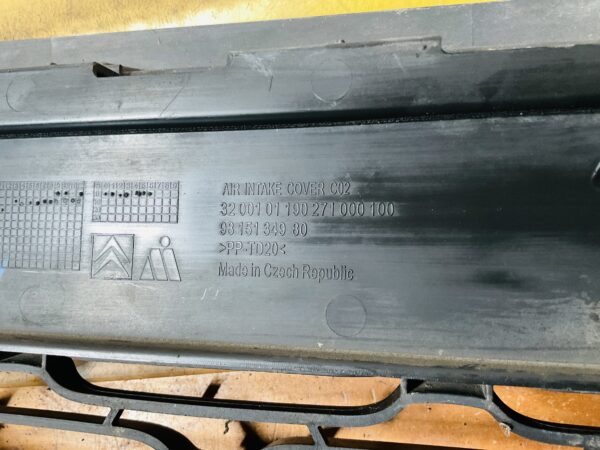 AIR INTAKE COVER C02
32 001 01 190 27 | 000 100
98 151 349 80
>PP-TD20<
Made in Czech Republic